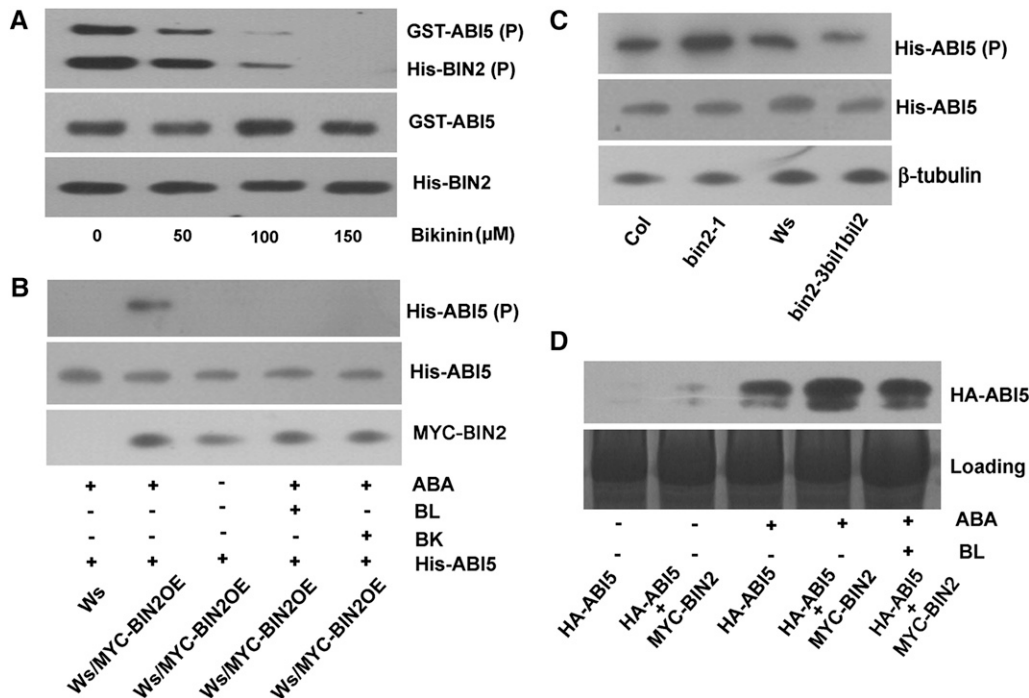 A
GST-ABI5 (P)
His-BIN2 (P)
GST-ABI5
His-BIN2
0 50 100 150 Bikinin (μM)
B
His-ABI5 (P)
His-ABI5
MYC-BIN2
+ + - + + ABA
- - - + - BL
- - - - + BK
+ + + + + His-ABI5
Ws
Ws/MYC-BIN2OE
Ws/MYC-BIN2OE
Ws/MYC-BIN2OE
Ws/MYC-BIN2OE
C
His-ABI5 (P)
His-ABI5
β-tubulin
Col
bin2-1
Ws
bin2-3bil1bil2
D
HA-ABI5
Loading
- - + + + ABA
- - - - + BL
HA-ABI5
HA-ABI5
+
MYC-BIN2
HA-ABI5
HA-ABI5
+
MYC-BIN2
HA-ABI5
+
MYC-BIN2